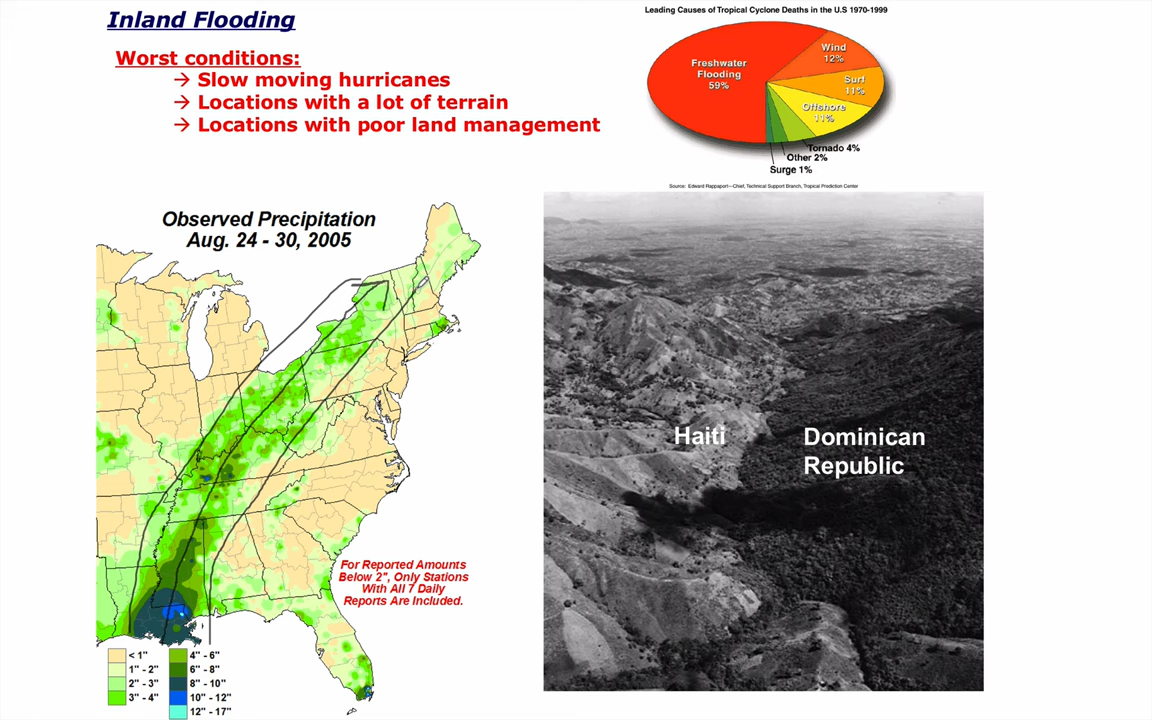 Inland Flooding
Worst conditions:
→ Slow moving hurricanes
→ Locations with a lot of terrain
→ Locations with poor land management
Leading Causes of Tropical Cyclone Deaths in the U.S 1970-1999
Freshwater
Flooding
59%
Wind
12%
Surf
11%
Offshore
11%
Tornado 4%
Other 2%
Surge 1%
Source: Edward Rappaport—Chief, Technical Support Branch, Tropical Prediction Center
Observed Precipitation
Aug. 24 - 30, 2005
For Reported Amounts
Below 2", Only Stations
With All 7 Daily
Reports Are Included.
< 1"
1" - 2"
2" - 3"
3" - 4"
4" - 6"
6" - 8"
8" - 10"
10" - 12"
12" - 17"
Haiti
Dominican
Republic